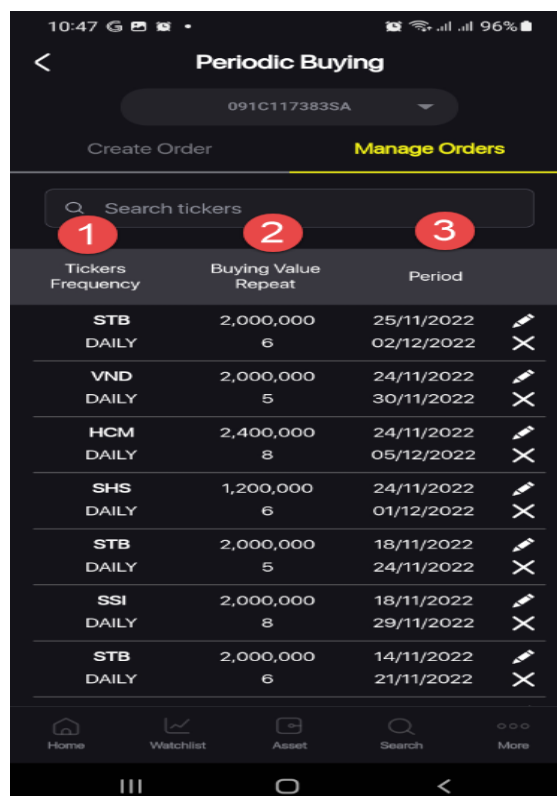 10:47 G
96%
Periodic Buying
091C117383SA
Create Order Manage Orders
Search tickers
1 2 3
Tickers Buying Value Period
Frequency Repeat
STB 2,000,000 25/11/2022
DAILY 6 02/12/2022
VND 2,000,000 24/11/2022
DAILY 5 30/11/2022
HCM 2,400,000 24/11/2022
DAILY 8 05/12/2022
SHS 1,200,000 24/11/2022
DAILY 6 01/12/2022
STB 2,000,000 18/11/2022
DAILY 5 24/11/2022
SSI 2,000,000 18/11/2022
DAILY 8 29/11/2022
STB 2,000,000 14/11/2022
DAILY 6 21/11/2022
Home Watchlist Asset Search More